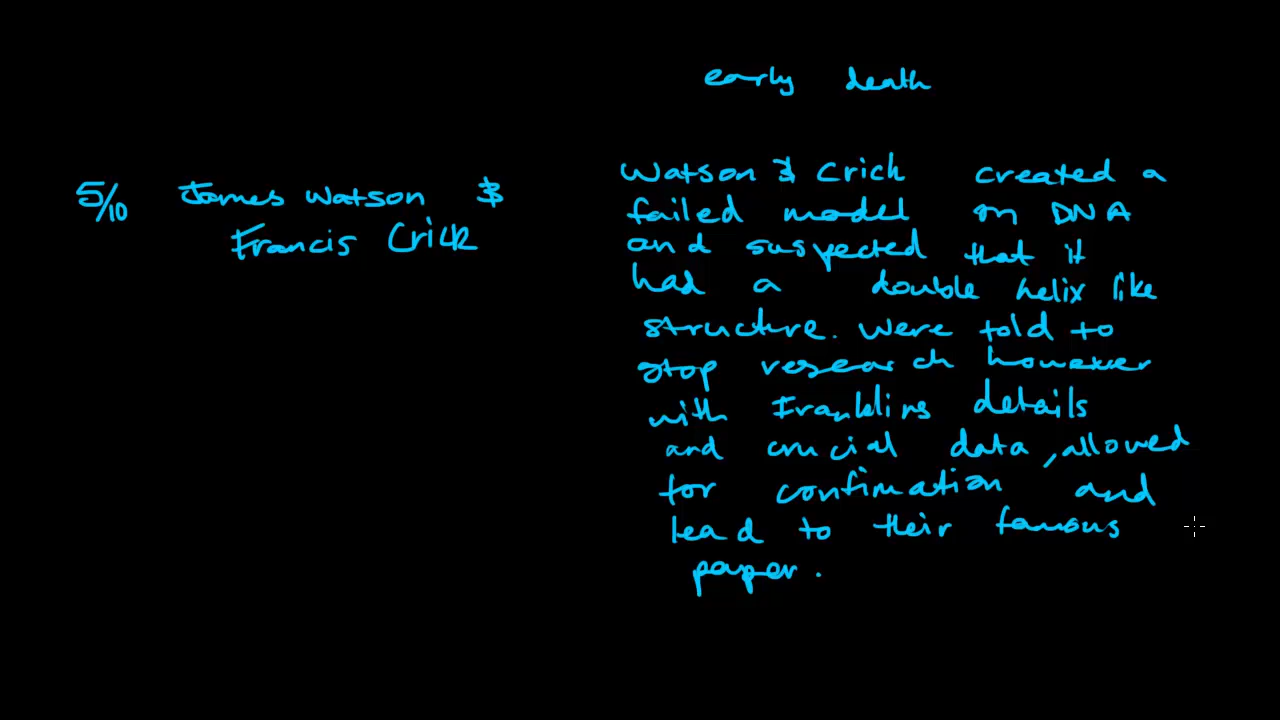 early death
5/10 James Watson &
Francis Crick
Watson & Crick created a
failed model on DNA
and suspected that it
had a double helix like
structure. Were told to
stop research however
with Franklins details
and crucial data, allowed
for confimation and
lead to their famous
paper.